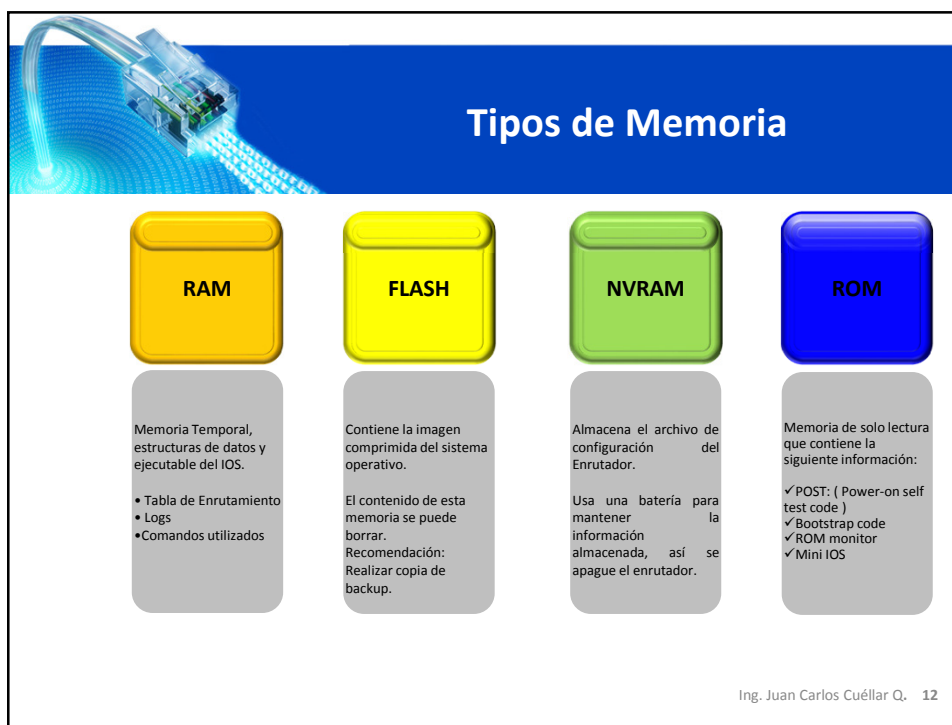 Tipos de Memoria
RAM
FLASH
NVRAM
ROM
Memoria Temporal,
estructuras de datos y
ejecutable del IOS.
• Tabla de Enrutamiento
• Logs
•Comandos utilizados
Contiene la imagen
comprimida del sistema
operativo.
El contenido de esta
memoria se puede
borrar.
Recomendación:
Realizar copia de
backup.
Almacena el archivo de
configuración del
Enrutador.
Usa una batería para
mantener la
información
almacenada, así se
apague el enrutador.
Memoria de solo lectura
que contiene la
siguiente información:
✓POST: ( Power-on self
test code )
✓Bootstrap code
✓ROM monitor
✓Mini IOS
Ing. Juan Carlos Cuéllar Q. 12